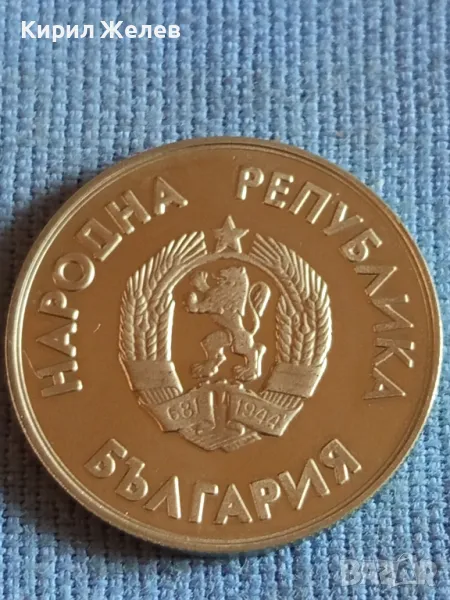 Кирил Желев
НАРОДНА РЕПУБЛИКА
681 1944
БЪЛГАРИЯ